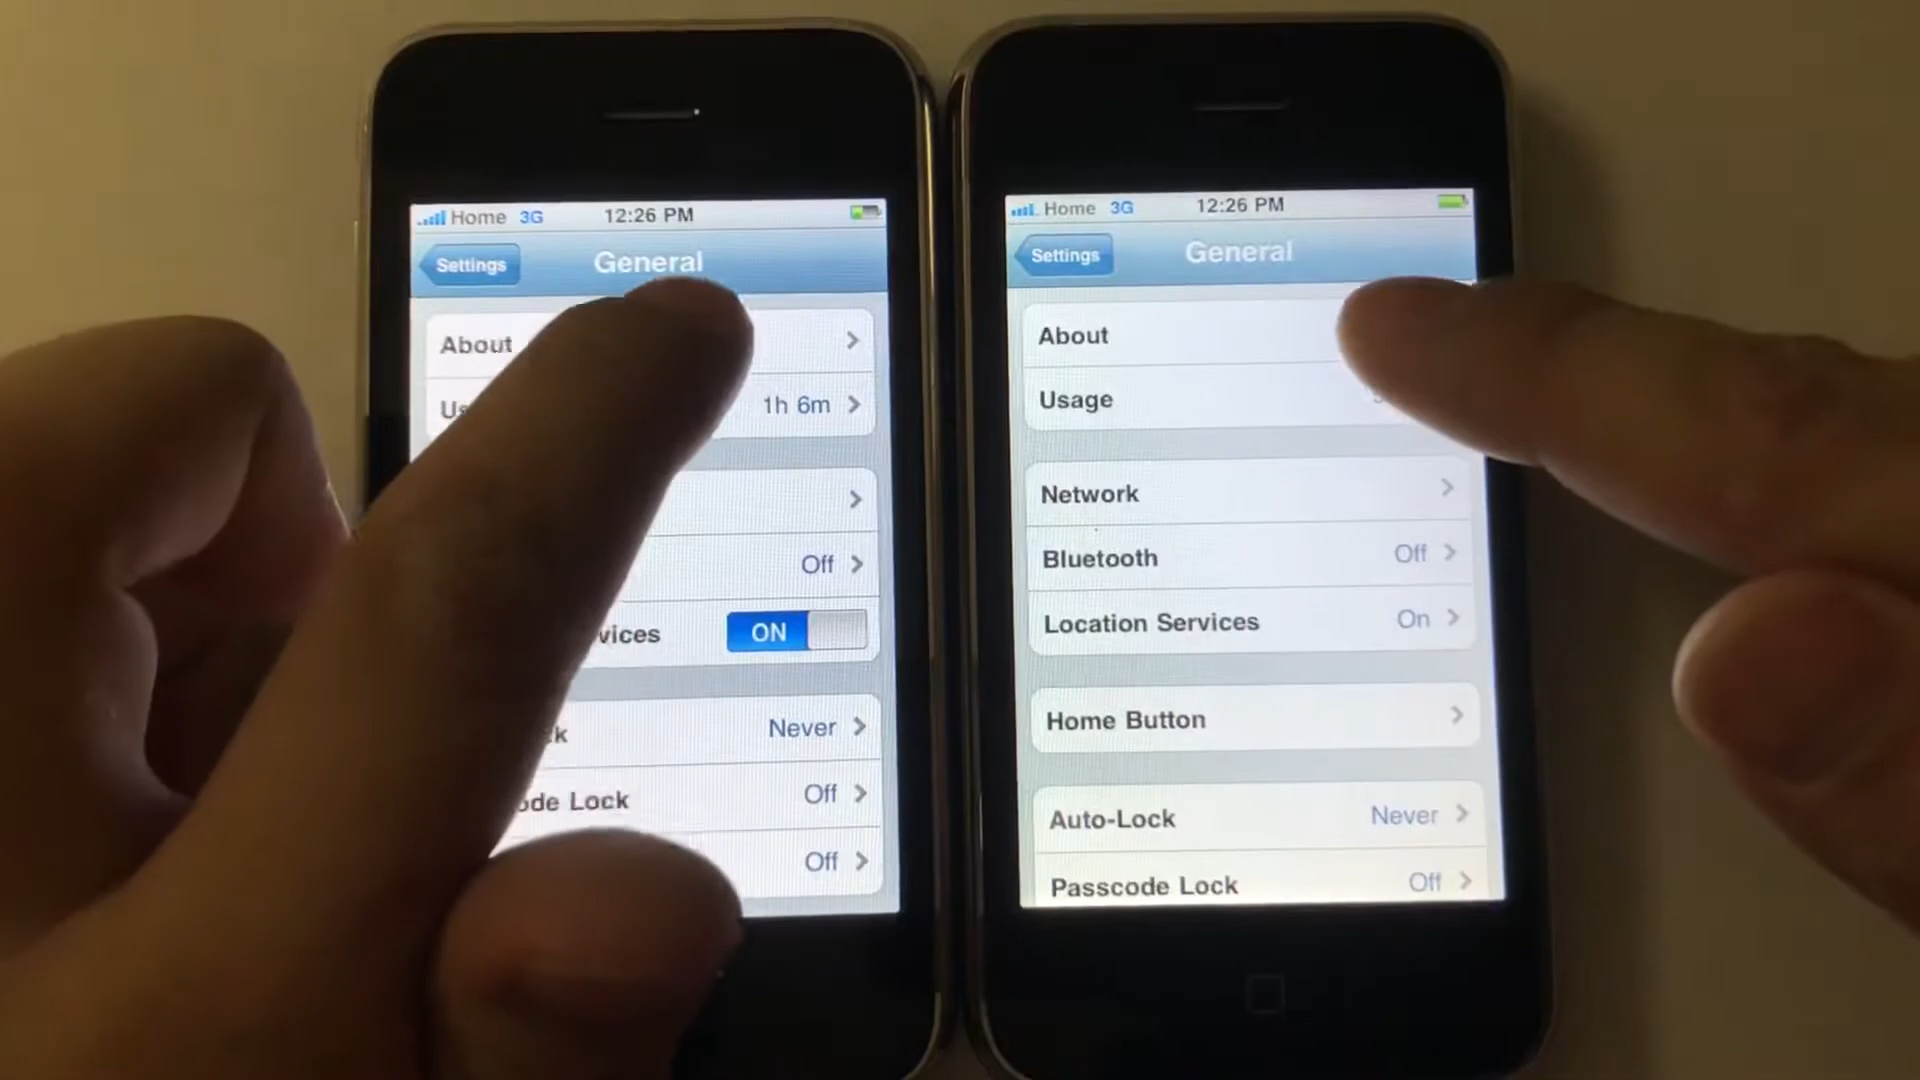 Home 3G 12:26 PM
Settings General
About
1h 6m
Off
vices ON
Never
ode Lock Off
Off
Home 3G 12:26 PM
Settings General
About
Usage
Network
Bluetooth Off
Location Services On
Home Button
Auto-Lock Never
Passcode Lock Off